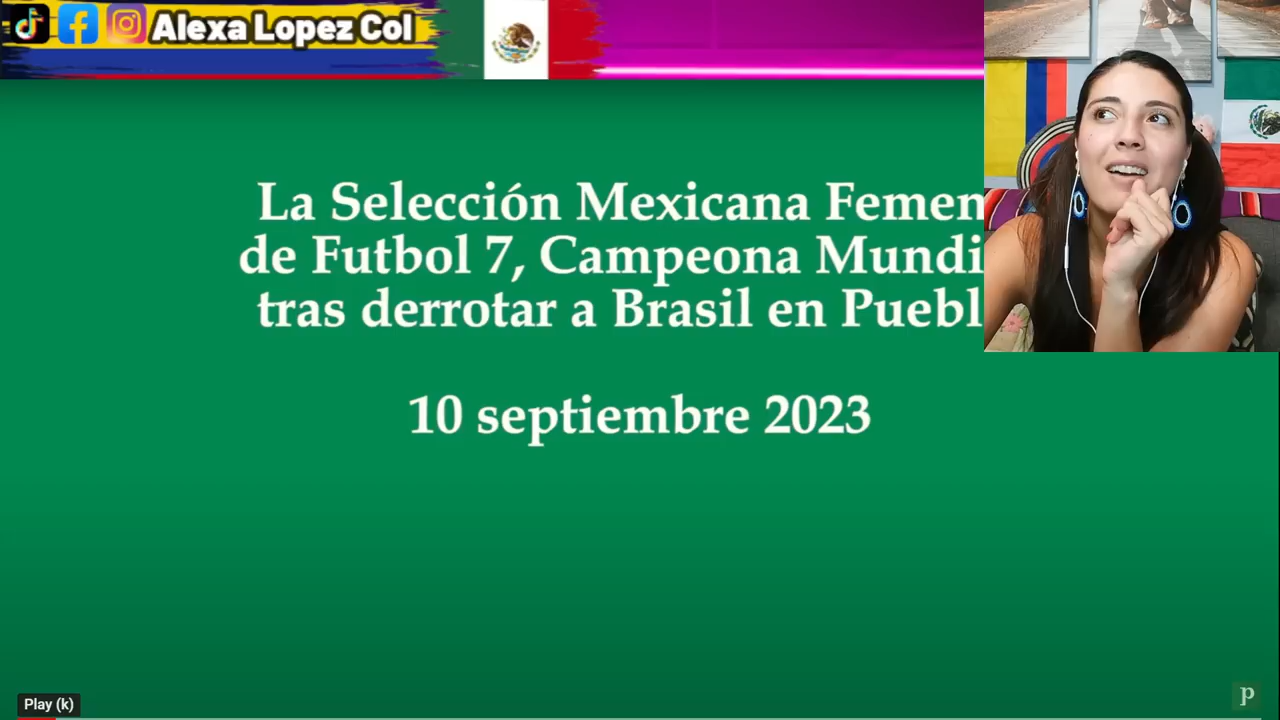 Alexa Lopez Col
La Selección Mexicana Femen
de Futbol 7, Campeona Mundi
tras derrotar a Brasil en Puebl
10 septiembre 2023
Play (k)
p